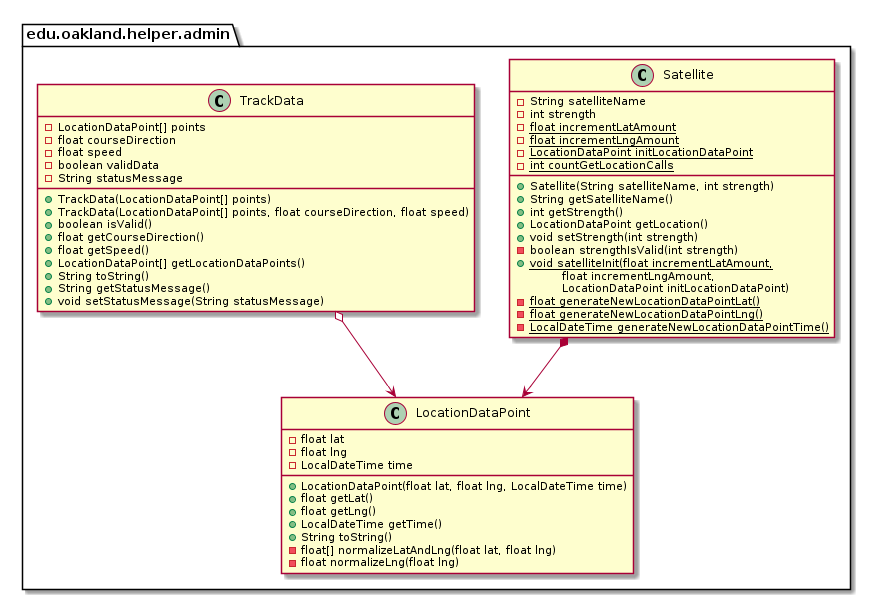 edu.oakland.helper.admin
C TrackData
LocationDataPoint[] points
float courseDirection
float speed
boolean validData
String statusMessage
TrackData(LocationDataPoint[] points)
TrackData(LocationDataPoint[] points, float courseDirection, float speed)
boolean isValid()
float getCourseDirection()
float getSpeed()
LocationDataPoint[] getLocationDataPoints()
String toString()
String getStatusMessage()
void setStatusMessage(String statusMessage)
C Satellite
String satelliteName
int strength
float incrementLatAmount
float incrementLngAmount
LocationDataPoint initLocationDataPoint
int countGetLocationCalls
Satellite(String satelliteName, int strength)
String getSatelliteName()
int getStrength()
LocationDataPoint getLocation()
void setStrength(int strength)
boolean strengthIsValid(int strength)
void satelliteInit(float incrementLatAmount,
float incrementLngAmount,
LocationDataPoint initLocationDataPoint)
float generateNewLocationDataPointLat()
float generateNewLocationDataPointLng()
LocalDateTime generateNewLocationDataPointTime()
C LocationDataPoint
float lat
float lng
LocalDateTime time
LocationDataPoint(float lat, float lng, LocalDateTime time)
float getLat()
float getLng()
LocalDateTime getTime()
String toString()
float[] normalizeLatAndLng(float lat, float lng)
float normalizeLng(float lng)